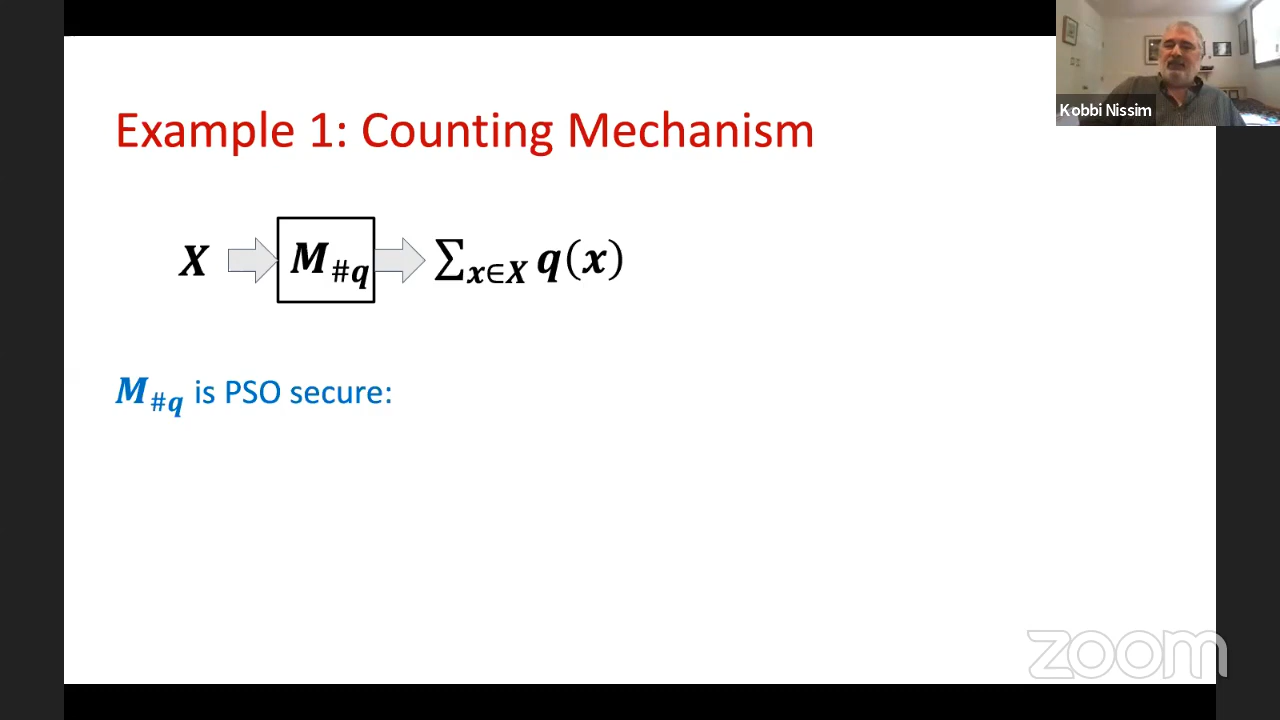 Kobbi Nissim
Example 1: Counting Mechanism
X M#q ∑x∈X q(x)
M#q is PSO secure:
zoom